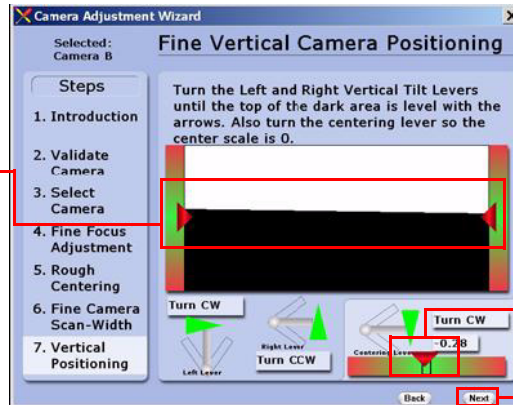 Camera Adjustment Wizard
Selected:
Camera B
Fine Vertical Camera Positioning
Steps
1. Introduction
2. Validate
Camera
3. Select
Camera
4. Fine Focus
Adjustment
5. Rough
Centering
6. Fine Camera
Scan-Width
7. Vertical
Positioning
Turn the Left and Right Vertical Tilt Levers
until the top of the dark area is level with the
arrows. Also turn the centering lever so the
center scale is 0.
Turn CW
Left Lever
Right Lever
Turn CCW
Centering Lever
Turn CW
-0.28
Back
Next